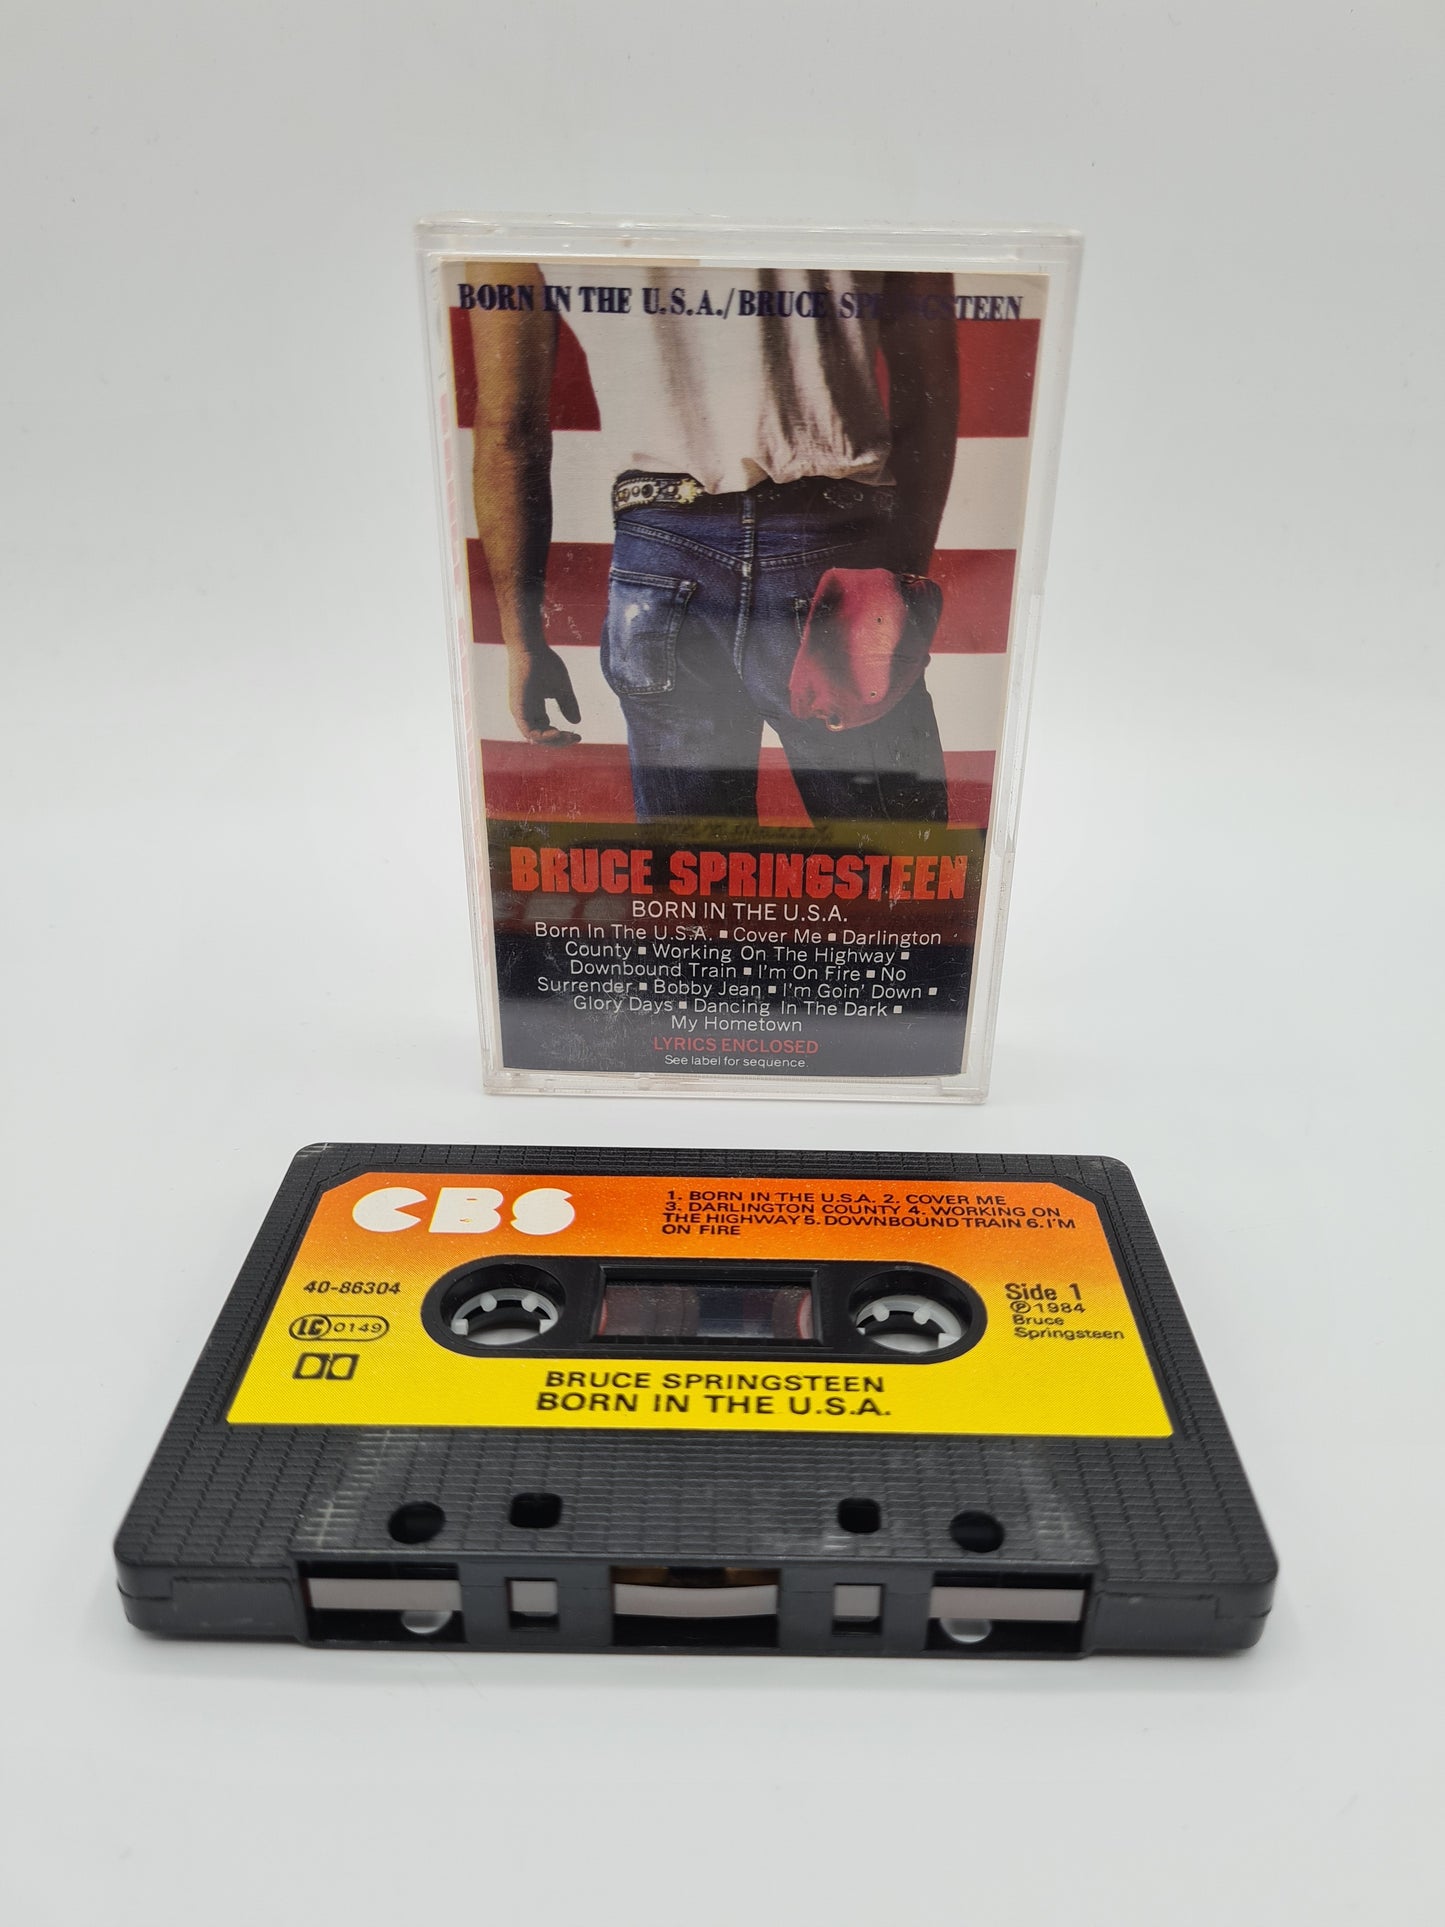 BORN IN THE U.S.A./BRUCE SPRINGSTEEN
BRUCE SPRINGSTEEN
BORN IN THE U.S.A.
Born In The U.S.A. ▪ Cover Me ▪ Darlington
County ▪ Working On The Highway ▪
Downbound Train ▪ I'm On Fire ▪ No
Surrender ▪ Bobby Jean ▪ I'm Goin' Down ▪
Glory Days ▪ Dancing In The Dark ▪
My Hometown
LYRICS ENCLOSED
See label for sequence.
CBS
1. BORN IN THE U.S.A. 2. COVER ME
3. DARLINGTON COUNTY 4. WORKING ON
THE HIGHWAY 5. DOWNBOUND TRAIN 6. I'M
ON FIRE
40-86304
LC 0149
Side 1
℗ 1984
Bruce
Springsteen
BRUCE SPRINGSTEEN
BORN IN THE U.S.A.